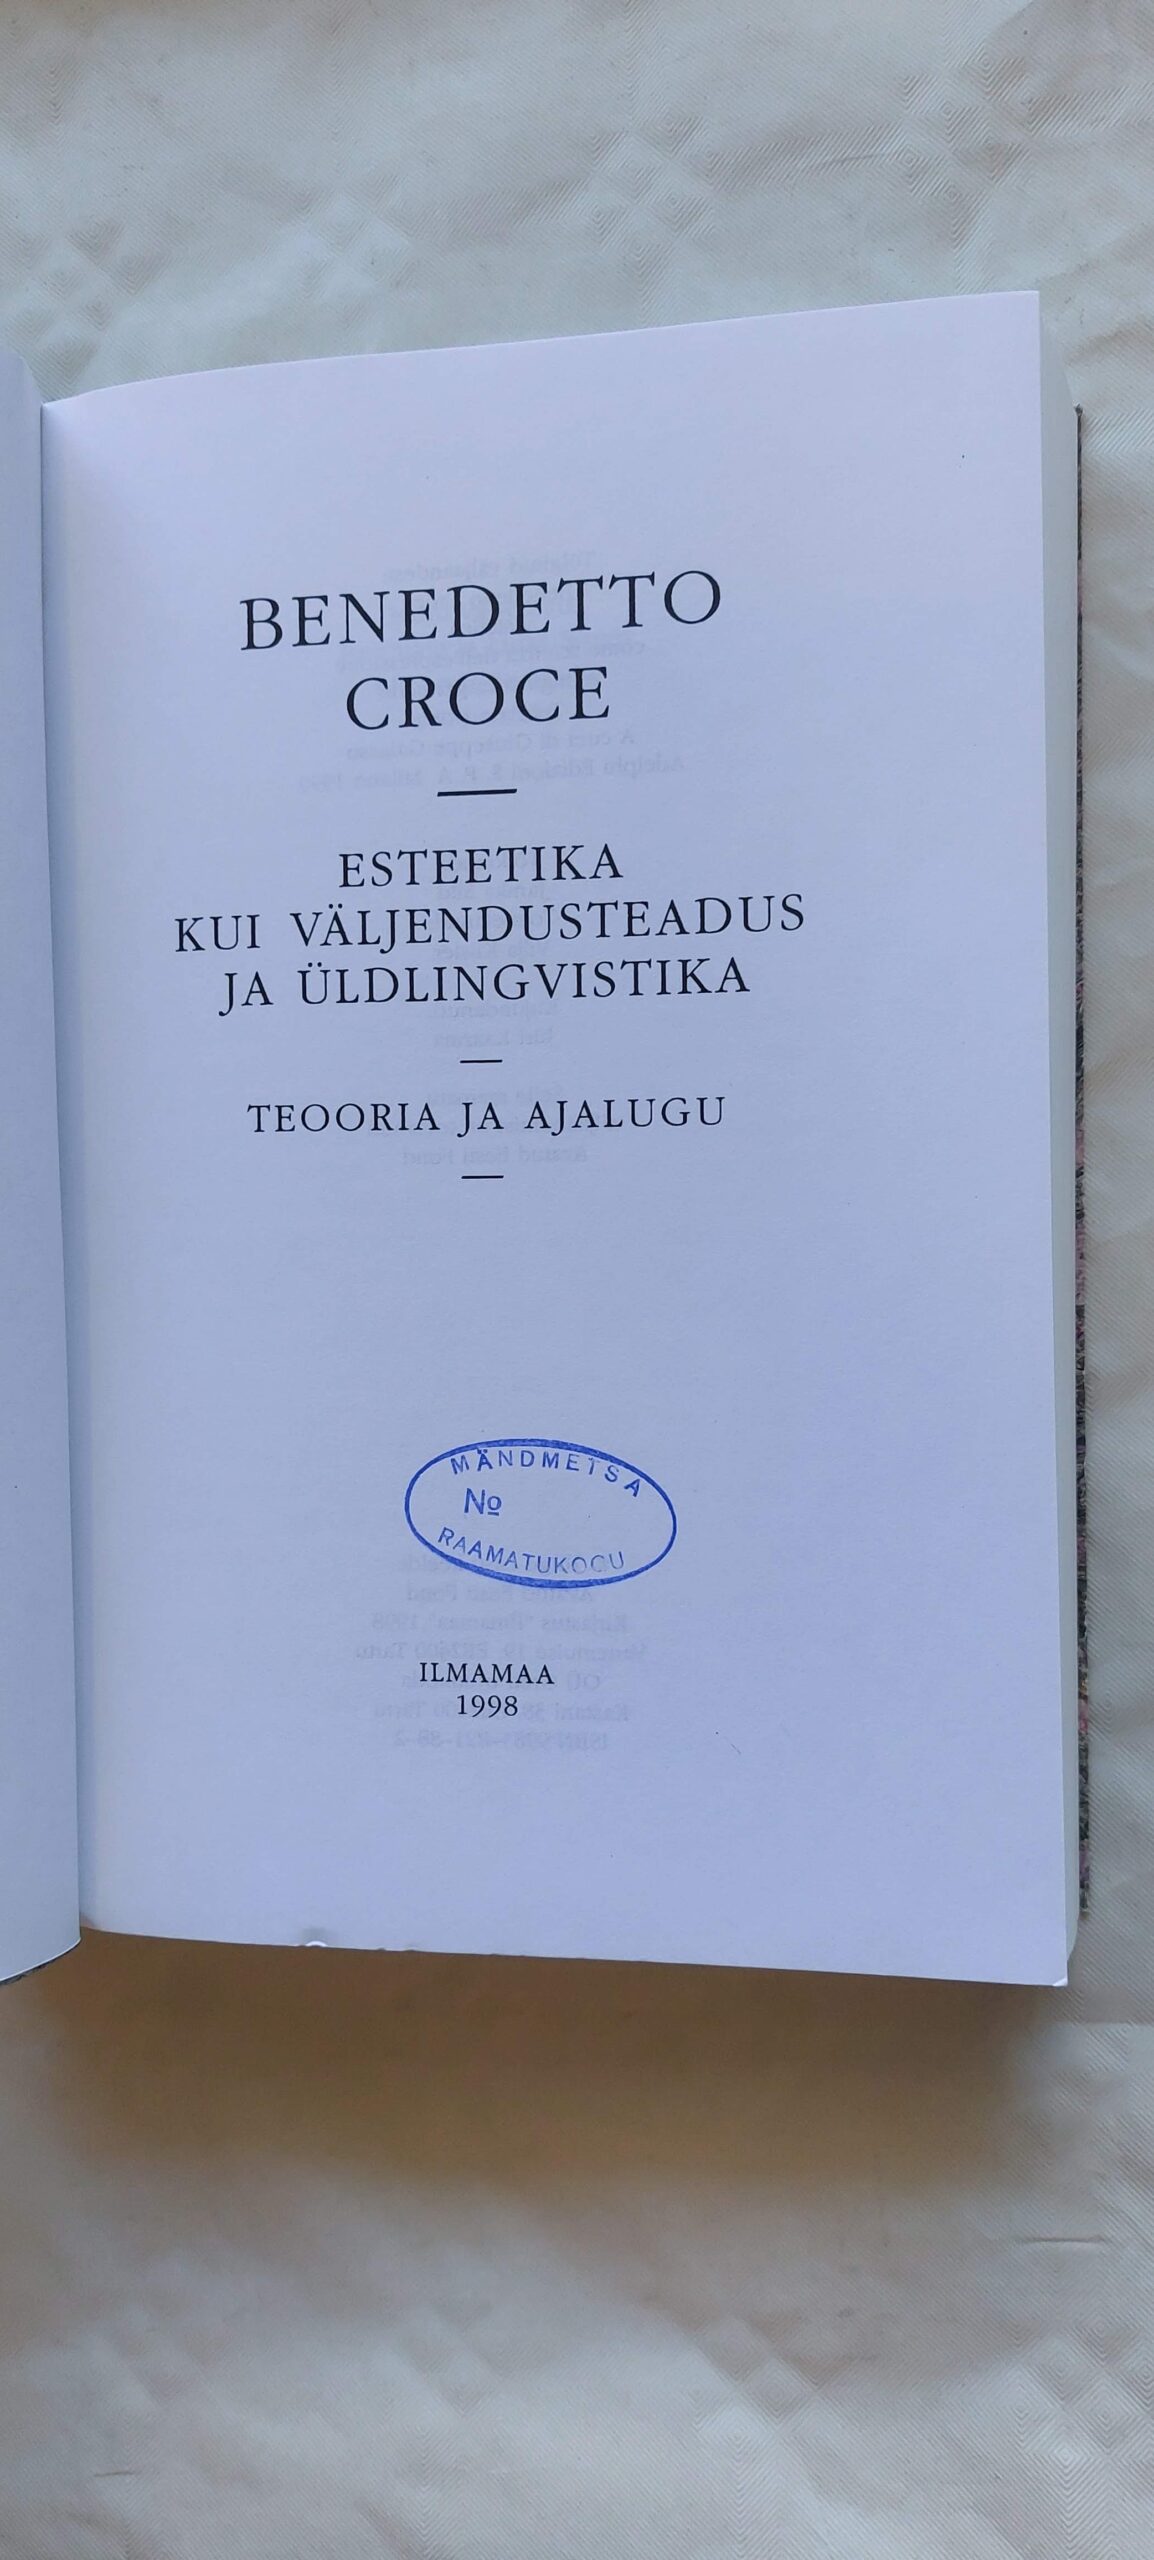 BENEDETTO
CROCE
ESTEETIKA
KUI VÄLJENDUSTEADUS
JA ÜLDLINGVISTIKA
TEOORIA JA AJALUGU
MÄNDMETSA
№
RAAMATUKOGU
ILMAMAA
1998